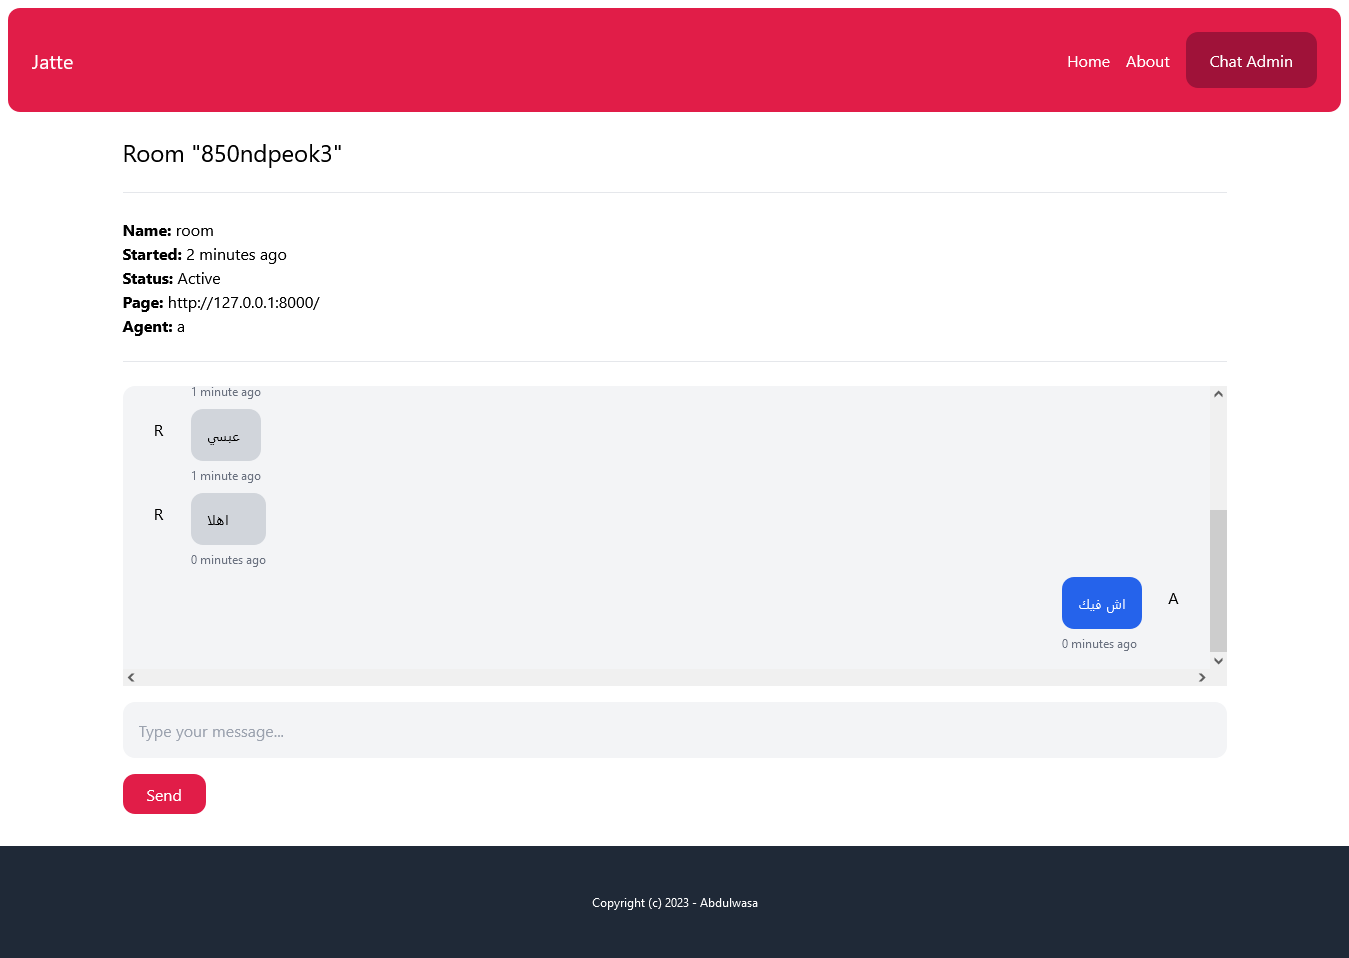 Jatte
Home
About
Chat Admin
Room "850ndpeok3"
Name: room
Started: 2 minutes ago
Status: Active
Page: http://127.0.0.1:8000/
Agent: a
1 minute ago
R
عبسي
1 minute ago
R
اهلا
0 minutes ago
اش فيك
A
0 minutes ago
Type your message...
Send
Copyright (c) 2023 - Abdulwasa